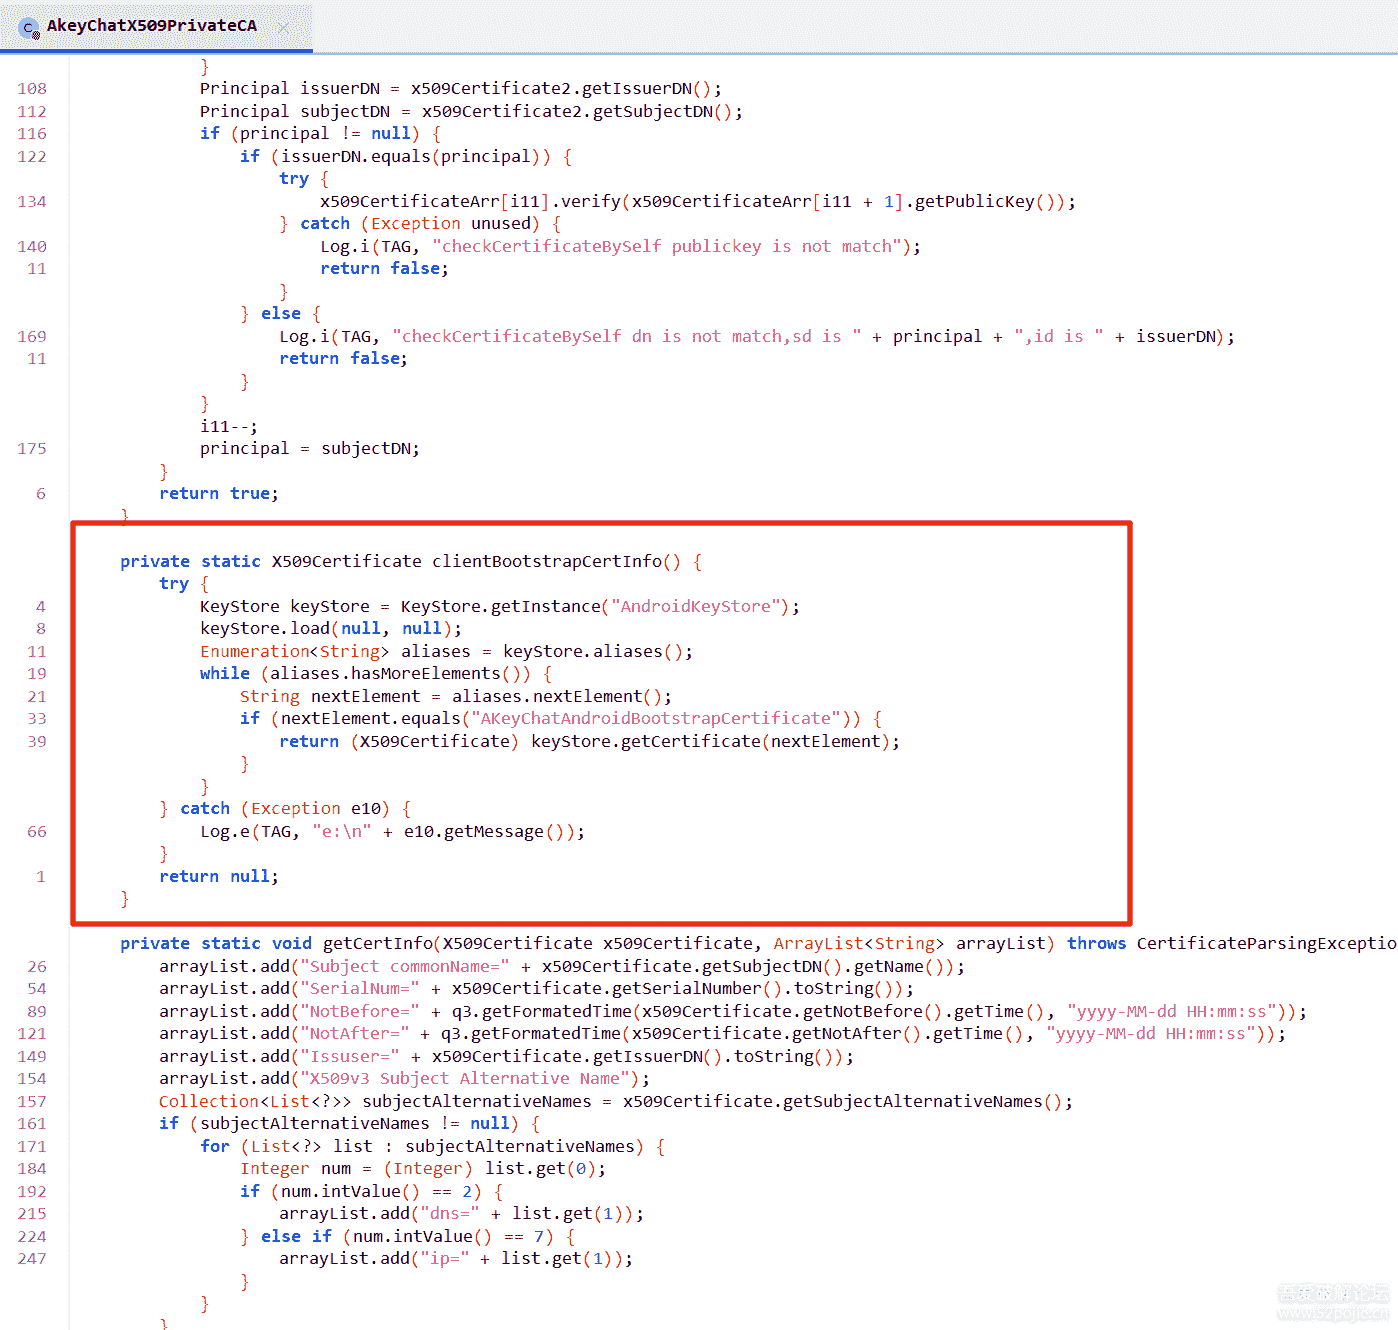 C AkeyChatX509PrivateCA ×
}
108 Principal issuerDN = x509Certificate2.getIssuerDN();
112 Principal subjectDN = x509Certificate2.getSubjectDN();
116 if (principal != null) {
122 if (issuerDN.equals(principal)) {
try {
134 x509CertificateArr[i11].verify(x509CertificateArr[i11 + 1].getPublicKey());
} catch (Exception unused) {
140 Log.i(TAG, "checkCertificateBySelf publickey is not match");
11 return false;
}
} else {
169 Log.i(TAG, "checkCertificateBySelf dn is not match,sd is " + principal + ",id is " + issuerDN);
11 return false;
}
}
i11--;
175 principal = subjectDN;
}
6 return true;
}
private static X509Certificate clientBootstrapCertInfo() {
try {
4 KeyStore keyStore = KeyStore.getInstance("AndroidKeyStore");
8 keyStore.load(null, null);
11 Enumeration<String> aliases = keyStore.aliases();
19 while (aliases.hasMoreElements()) {
21 String nextElement = aliases.nextElement();
33 if (nextElement.equals("AKeyChatAndroidBootstrapCertificate")) {
39 return (X509Certificate) keyStore.getCertificate(nextElement);
}
}
} catch (Exception e10) {
66 Log.e(TAG, "e:\n" + e10.getMessage());
}
1 return null;
}
private static void getCertInfo(X509Certificate x509Certificate, ArrayList<String> arrayList) throws CertificateParsingExceptio
26 arrayList.add("Subject commonName=" + x509Certificate.getSubjectDN().getName());
54 arrayList.add("SerialNum=" + x509Certificate.getSerialNumber().toString());
89 arrayList.add("NotBefore=" + q3.getFormatedTime(x509Certificate.getNotBefore().getTime(), "yyyy-MM-dd HH:mm:ss"));
121 arrayList.add("NotAfter=" + q3.getFormatedTime(x509Certificate.getNotAfter().getTime(), "yyyy-MM-dd HH:mm:ss"));
149 arrayList.add("Issuser=" + x509Certificate.getIssuerDN().toString());
154 arrayList.add("X509v3 Subject Alternative Name");
157 Collection<List<?>> subjectAlternativeNames = x509Certificate.getSubjectAlternativeNames();
161 if (subjectAlternativeNames != null) {
171 for (List<?> list : subjectAlternativeNames) {
184 Integer num = (Integer) list.get(0);
192 if (num.intValue() == 2) {
215 arrayList.add("dns=" + list.get(1));
224 } else if (num.intValue() == 7) {
247 arrayList.add("ip=" + list.get(1));
}
}
}
吾爱破解论坛
www.52pojie.cn